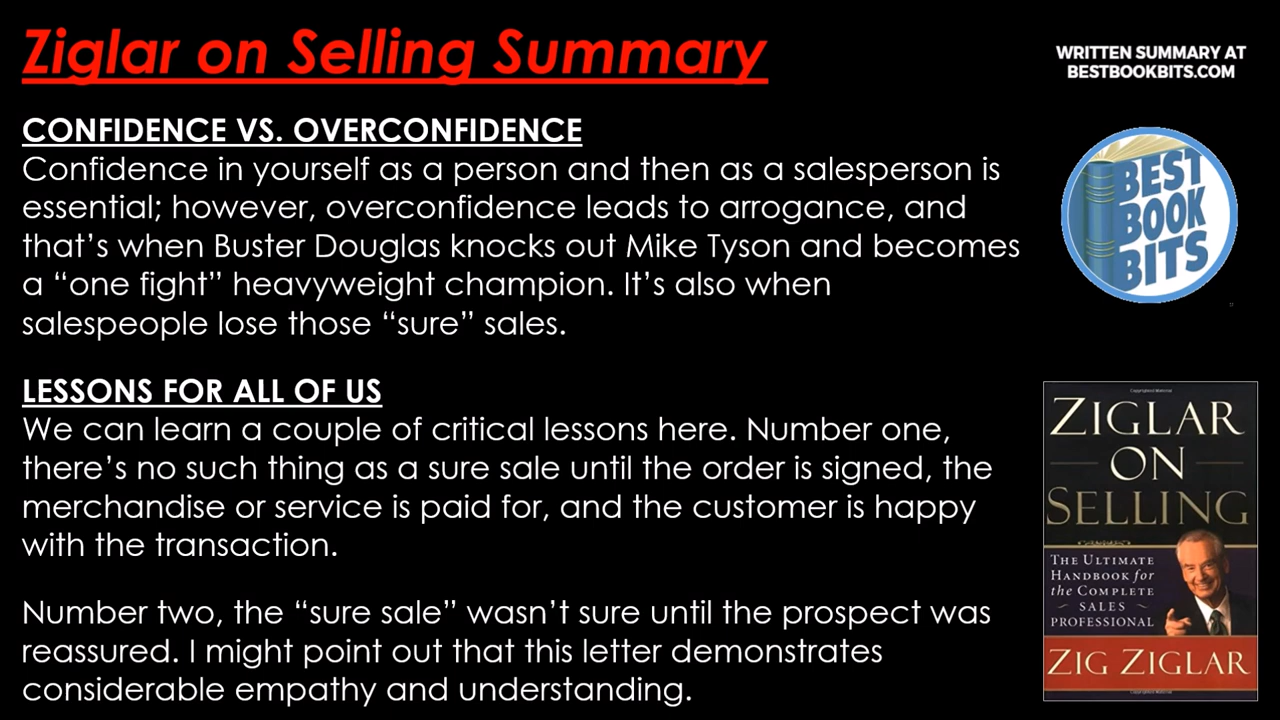 Ziglar on Selling Summary
WRITTEN SUMMARY AT
BESTBOOKBITS.COM
CONFIDENCE VS. OVERCONFIDENCE
Confidence in yourself as a person and then as a salesperson is
essential; however, overconfidence leads to arrogance, and
that’s when Buster Douglas knocks out Mike Tyson and becomes
a “one fight” heavyweight champion. It’s also when
salespeople lose those “sure” sales.
LESSONS FOR ALL OF US
We can learn a couple of critical lessons here. Number one,
there’s no such thing as a sure sale until the order is signed, the
merchandise or service is paid for, and the customer is happy
with the transaction.
Number two, the “sure sale” wasn’t sure until the prospect was
reassured. I might point out that this letter demonstrates
considerable empathy and understanding.
BEST
BOOK
BITS
ZIGLAR
ON
SELLING
THE ULTIMATE
HANDBOOK for
the COMPLETE
SALES
PROFESSIONAL
ZIG ZIGLAR